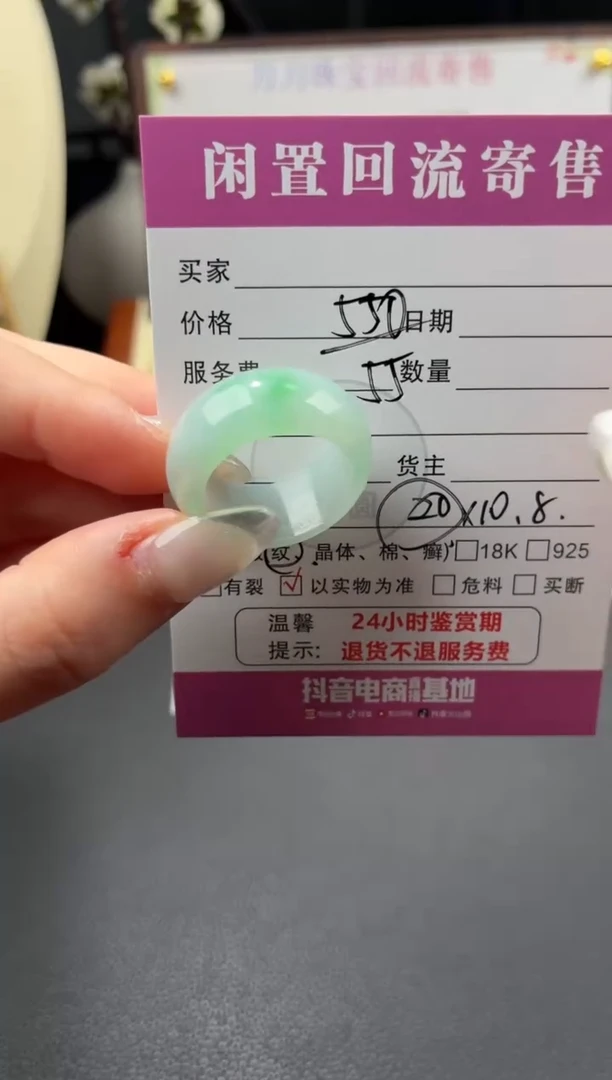 闲置回流寄售
买家
价格 550 日期
服务费 55 数量
货主
20×10.8.
纹、晶体、棉、癣) □18K □925
有裂 ☑以实物为准 □危料 □买断
温馨 24小时鉴赏期
提示: 退货不退服务费
抖音电商直播基地